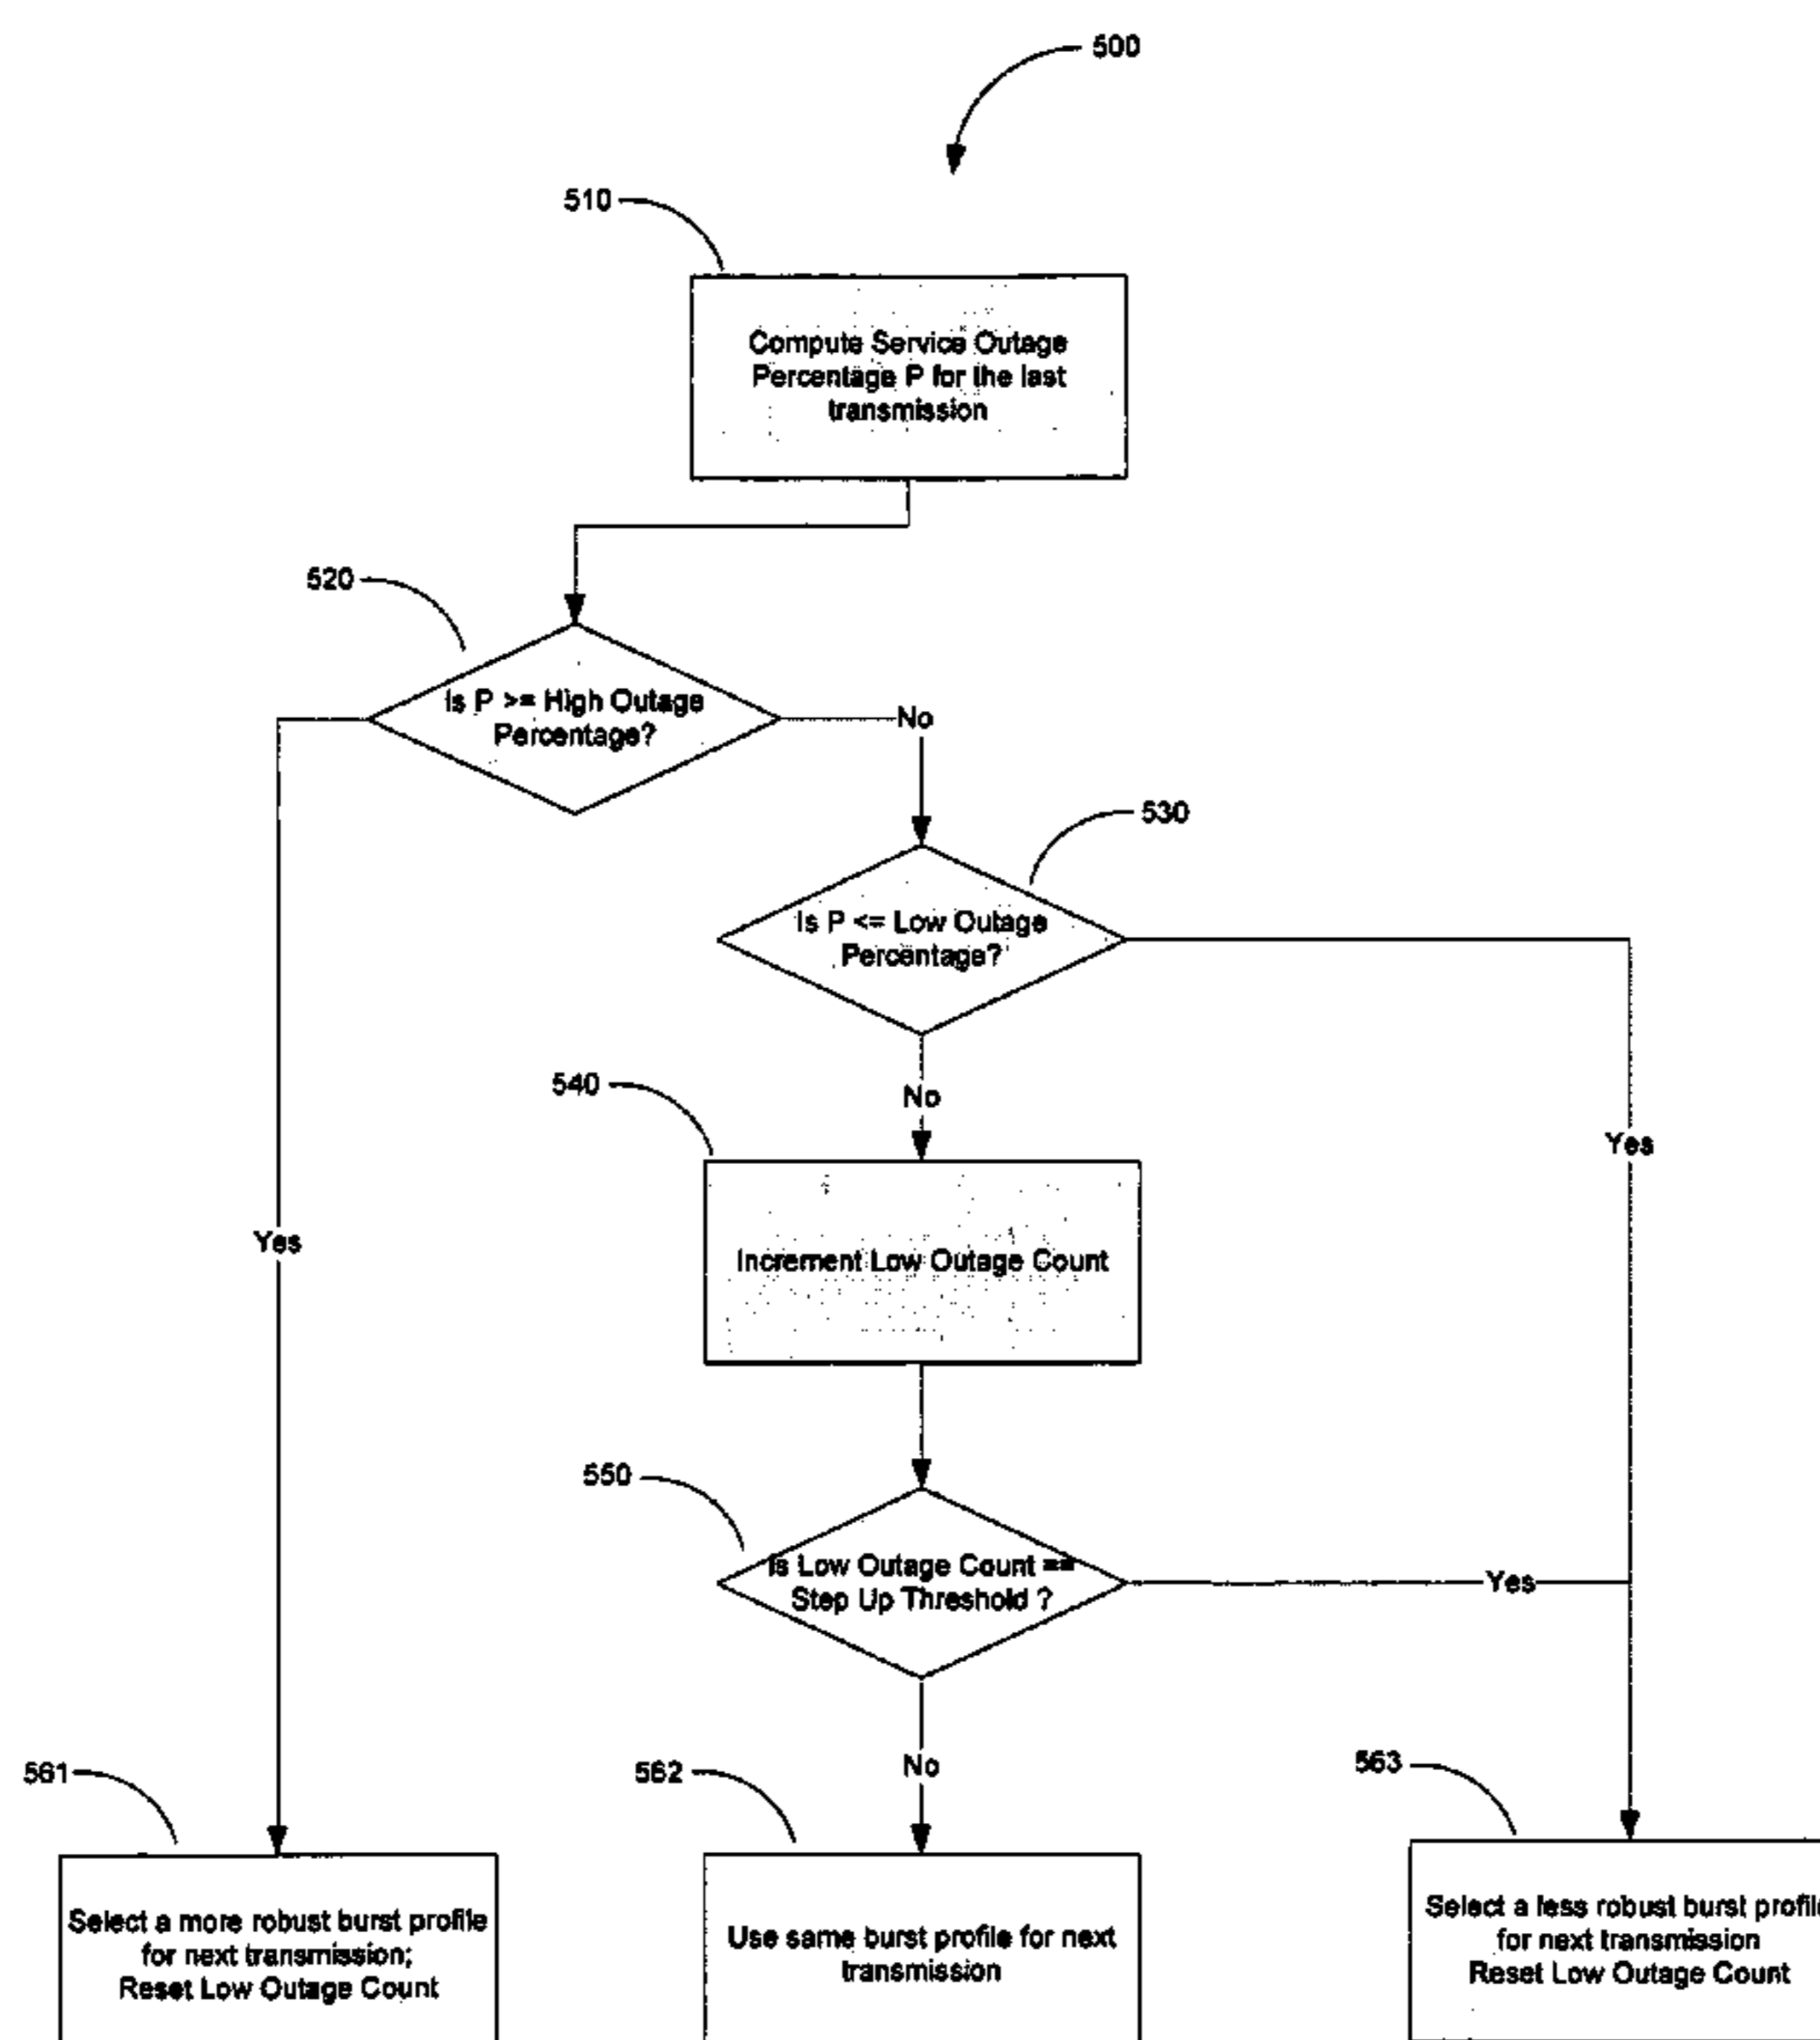 500
510
Compute Service Outage
Percentage P for the last
transmission
520
Is P >= High Outage
Percentage?
No
530
Is P <= Low Outage
Percentage?
540
No
Yes
Yes
Increment Low Outage Count
550
Is Low Outage Count ==
Step Up Threshold ?
Yes
No
561
562
563
Select a more robust burst profile
for next transmission;
Reset Low Outage Count
Use same burst profile for next
transmission
Select a less robust burst profile
for next transmission
Reset Low Outage Count